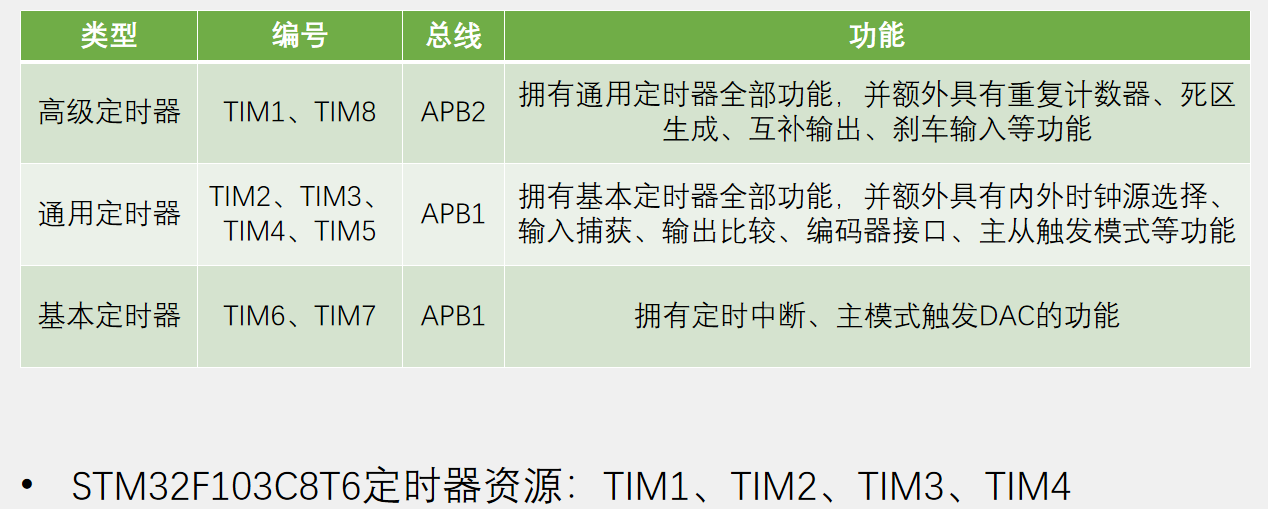 类型 编号 总线 功能
高级定时器 TIM1、TIM8 APB2 拥有通用定时器全部功能，并额外具有重复计数器、死区
生成、互补输出、刹车输入等功能
通用定时器 TIM2、TIM3、
TIM4、TIM5 APB1 拥有基本定时器全部功能，并额外具有内外时钟源选择、
输入捕获、输出比较、编码器接口、主从触发模式等功能
基本定时器 TIM6、TIM7 APB1 拥有定时中断、主模式触发DAC的功能
• STM32F103C8T6定时器资源：TIM1、TIM2、TIM3、TIM4